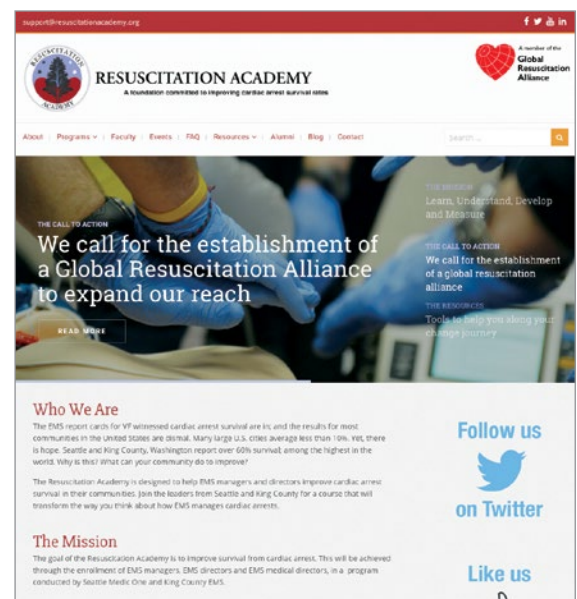 support@resuscitationacademy.org
RESUSCITATION ACADEMY
RESUSCITATION ACADEMY
A foundation committed to improving cardiac arrest survival rates
A member of the
Global
Resuscitation
Alliance
About Programs Faculty Events FAQ Resources Alumni Blog Contact
Search ...
THE CALL TO ACTION
We call for the establishment of
a Global Resuscitation Alliance
to expand our reach
READ MORE
THE MISSION
Learn, Understand, Develop
and Measure
THE CALL TO ACTION
We call for the establishment
of a global resuscitation
alliance
THE RESOURCES
Tools to help you along your
change journey
Who We Are
The EMS report cards for VF witnessed cardiac arrest survival are in; and the results for most
communities in the United States are dismal. Many large U.S. cities average less than 10%. Yet, there
is hope. Seattle and King County, Washington report over 60% survival; among the highest in the
world. Why is this? What can your community do to improve?
The Resuscitation Academy is designed to help EMS managers and directors improve cardiac arrest
survival in their communities. Join the leaders from Seattle and King County for a course that will
transform the way you think about how EMS manages cardiac arrests.
The Mission
The goal of the Resuscitation Academy is to improve survival from cardiac arrest. This will be achieved
through the enrollment of EMS managers, EMS directors and EMS medical directors, in a program
conducted by Seattle Medic One and King County EMS.
Follow us
on Twitter
Like us